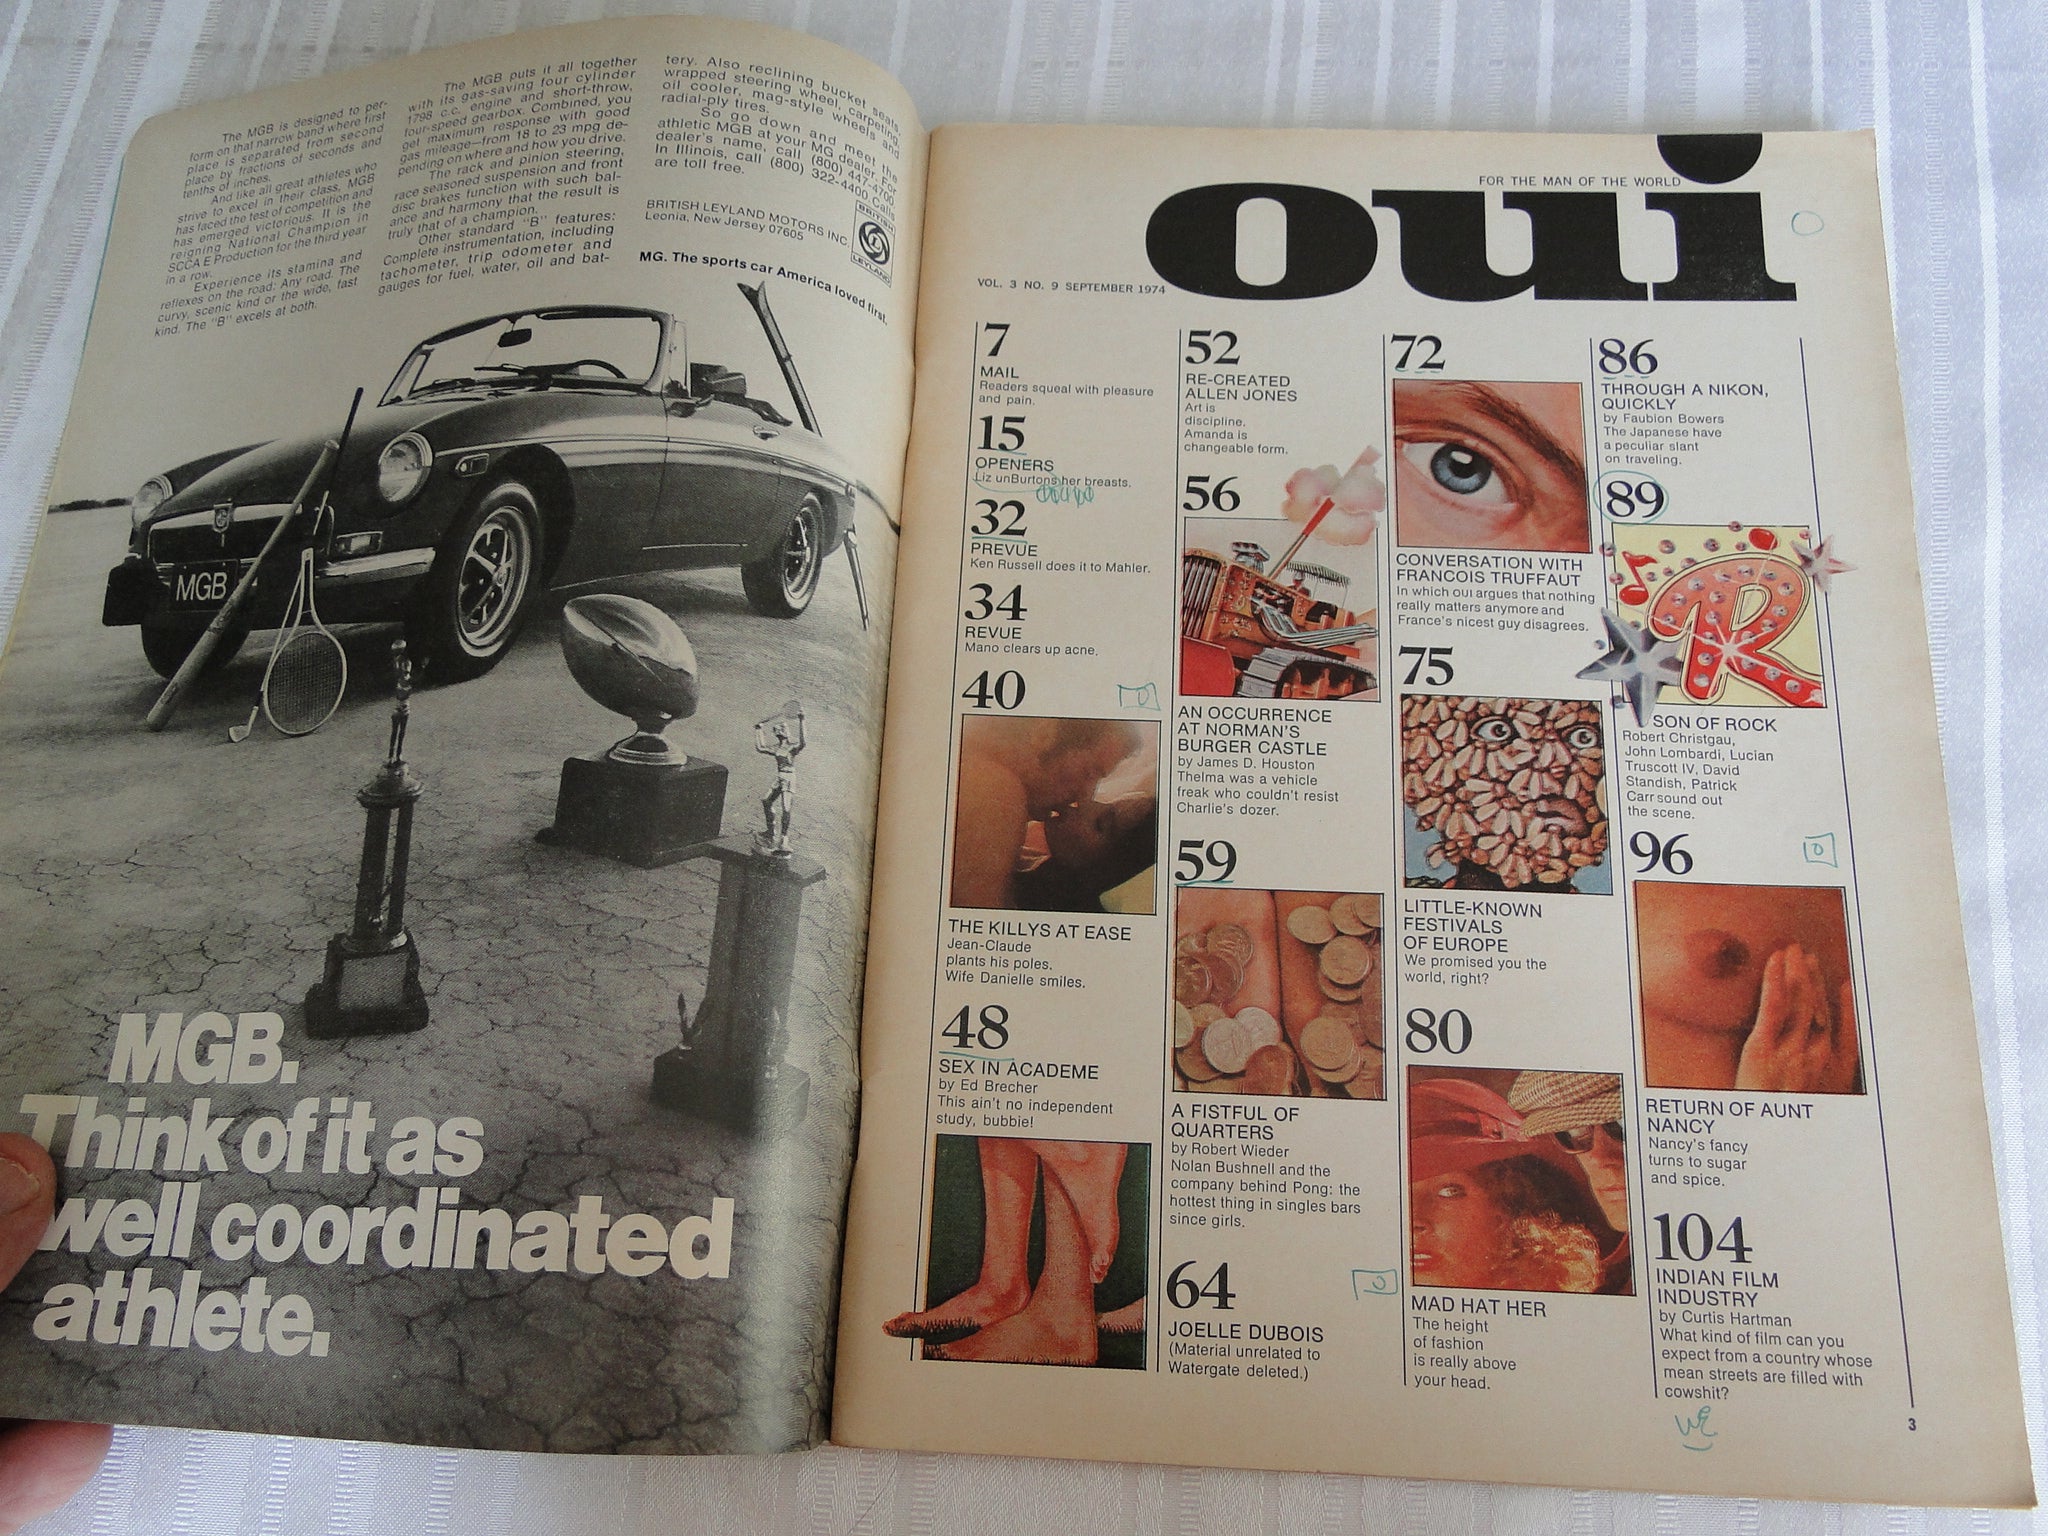 The MGB is designed to per-
form on that narrow band where first
place is separated from second
place by fractions of seconds and
tenths of inches.
And like all great athletes who
strive to excel in their class, MGB
has faced the test of competition and
has emerged victorious. It is the
reigning National Champion in
SCCA E Production for the third year
in a row.
Experience its stamina and
reflexes on the road: Any road. The
curvy, scenic kind or the wide, fast
kind. The "B" excels at both.
The MGB puts it all together
with its gas-saving four cylinder
1798 c.c. engine and short-throw,
four-speed gearbox. Combined, you
get maximum response with good
gas mileage—from 18 to 23 mpg de-
pending on where and how you drive.
The rack and pinion steering,
race seasoned suspension and front
disc brakes function with such bal-
ance and harmony that the result is
truly that of a champion.
Other standard "B" features:
Complete instrumentation, including
tachometer, trip odometer and
gauges for fuel, water, oil and bat-
tery. Also reclining bucket seats,
wrapped steering wheel, carpeting,
oil cooler, mag-style wheels and
radial-ply tires.
So go down and meet the
athletic MGB at your MG dealer. For
dealer's name, call (800) 447-4700.
In Illinois, call (800) 322-4400. Calls
are toll free.
BRITISH LEYLAND MOTORS INC.
Leonia, New Jersey 07605
BRITISH
LEYLAND
MG. The sports car America loved first.
MGB
MGB.
Think of it as
well coordinated
athlete.
FOR THE MAN OF THE WORLD
oui
VOL. 3 NO. 9 SEPTEMBER 1974
7
MAIL
Readers squeal with pleasure
and pain.
15
OPENERS
Liz unBurtons her breasts.
32
PREVUE
Ken Russell does it to Mahler.
34
REVUE
Mano clears up acne.
40
THE KILLYS AT EASE
Jean-Claude
plants his poles.
Wife Danielle smiles.
48
SEX IN ACADEME
by Ed Brecher
This ain't no independent
study, bubbie!
52
RE-CREATED
ALLEN JONES
Art is
discipline.
Amanda is
changeable form.
56
AN OCCURRENCE
AT NORMAN'S
BURGER CASTLE
by James D. Houston
Thelma was a vehicle
freak who couldn't resist
Charlie's dozer.
59
A FISTFUL OF
QUARTERS
by Robert Wieder
Nolan Bushnell and the
company behind Pong: the
hottest thing in singles bars
since girls.
64
JOELLE DUBOIS
(Material unrelated to
Watergate deleted.)
72
CONVERSATION WITH
FRANCOIS TRUFFAUT
In which oui argues that nothing
really matters anymore and
France's nicest guy disagrees.
75
LITTLE-KNOWN
FESTIVALS
OF EUROPE
We promised you the
world, right?
80
MAD HAT HER
The height
of fashion
is really above
your head.
86
THROUGH A NIKON,
QUICKLY
by Faubion Bowers
The Japanese have
a peculiar slant
on traveling.
89
R
SON OF ROCK
Robert Christgau,
John Lombardi, Lucian
Truscott IV, David
Standish, Patrick
Carr sound out
the scene.
96
RETURN OF AUNT
NANCY
Nancy's fancy
turns to sugar
and spice.
104
INDIAN FILM
INDUSTRY
by Curtis Hartman
What kind of film can you
expect from a country whose
mean streets are filled with
cowshit?
3